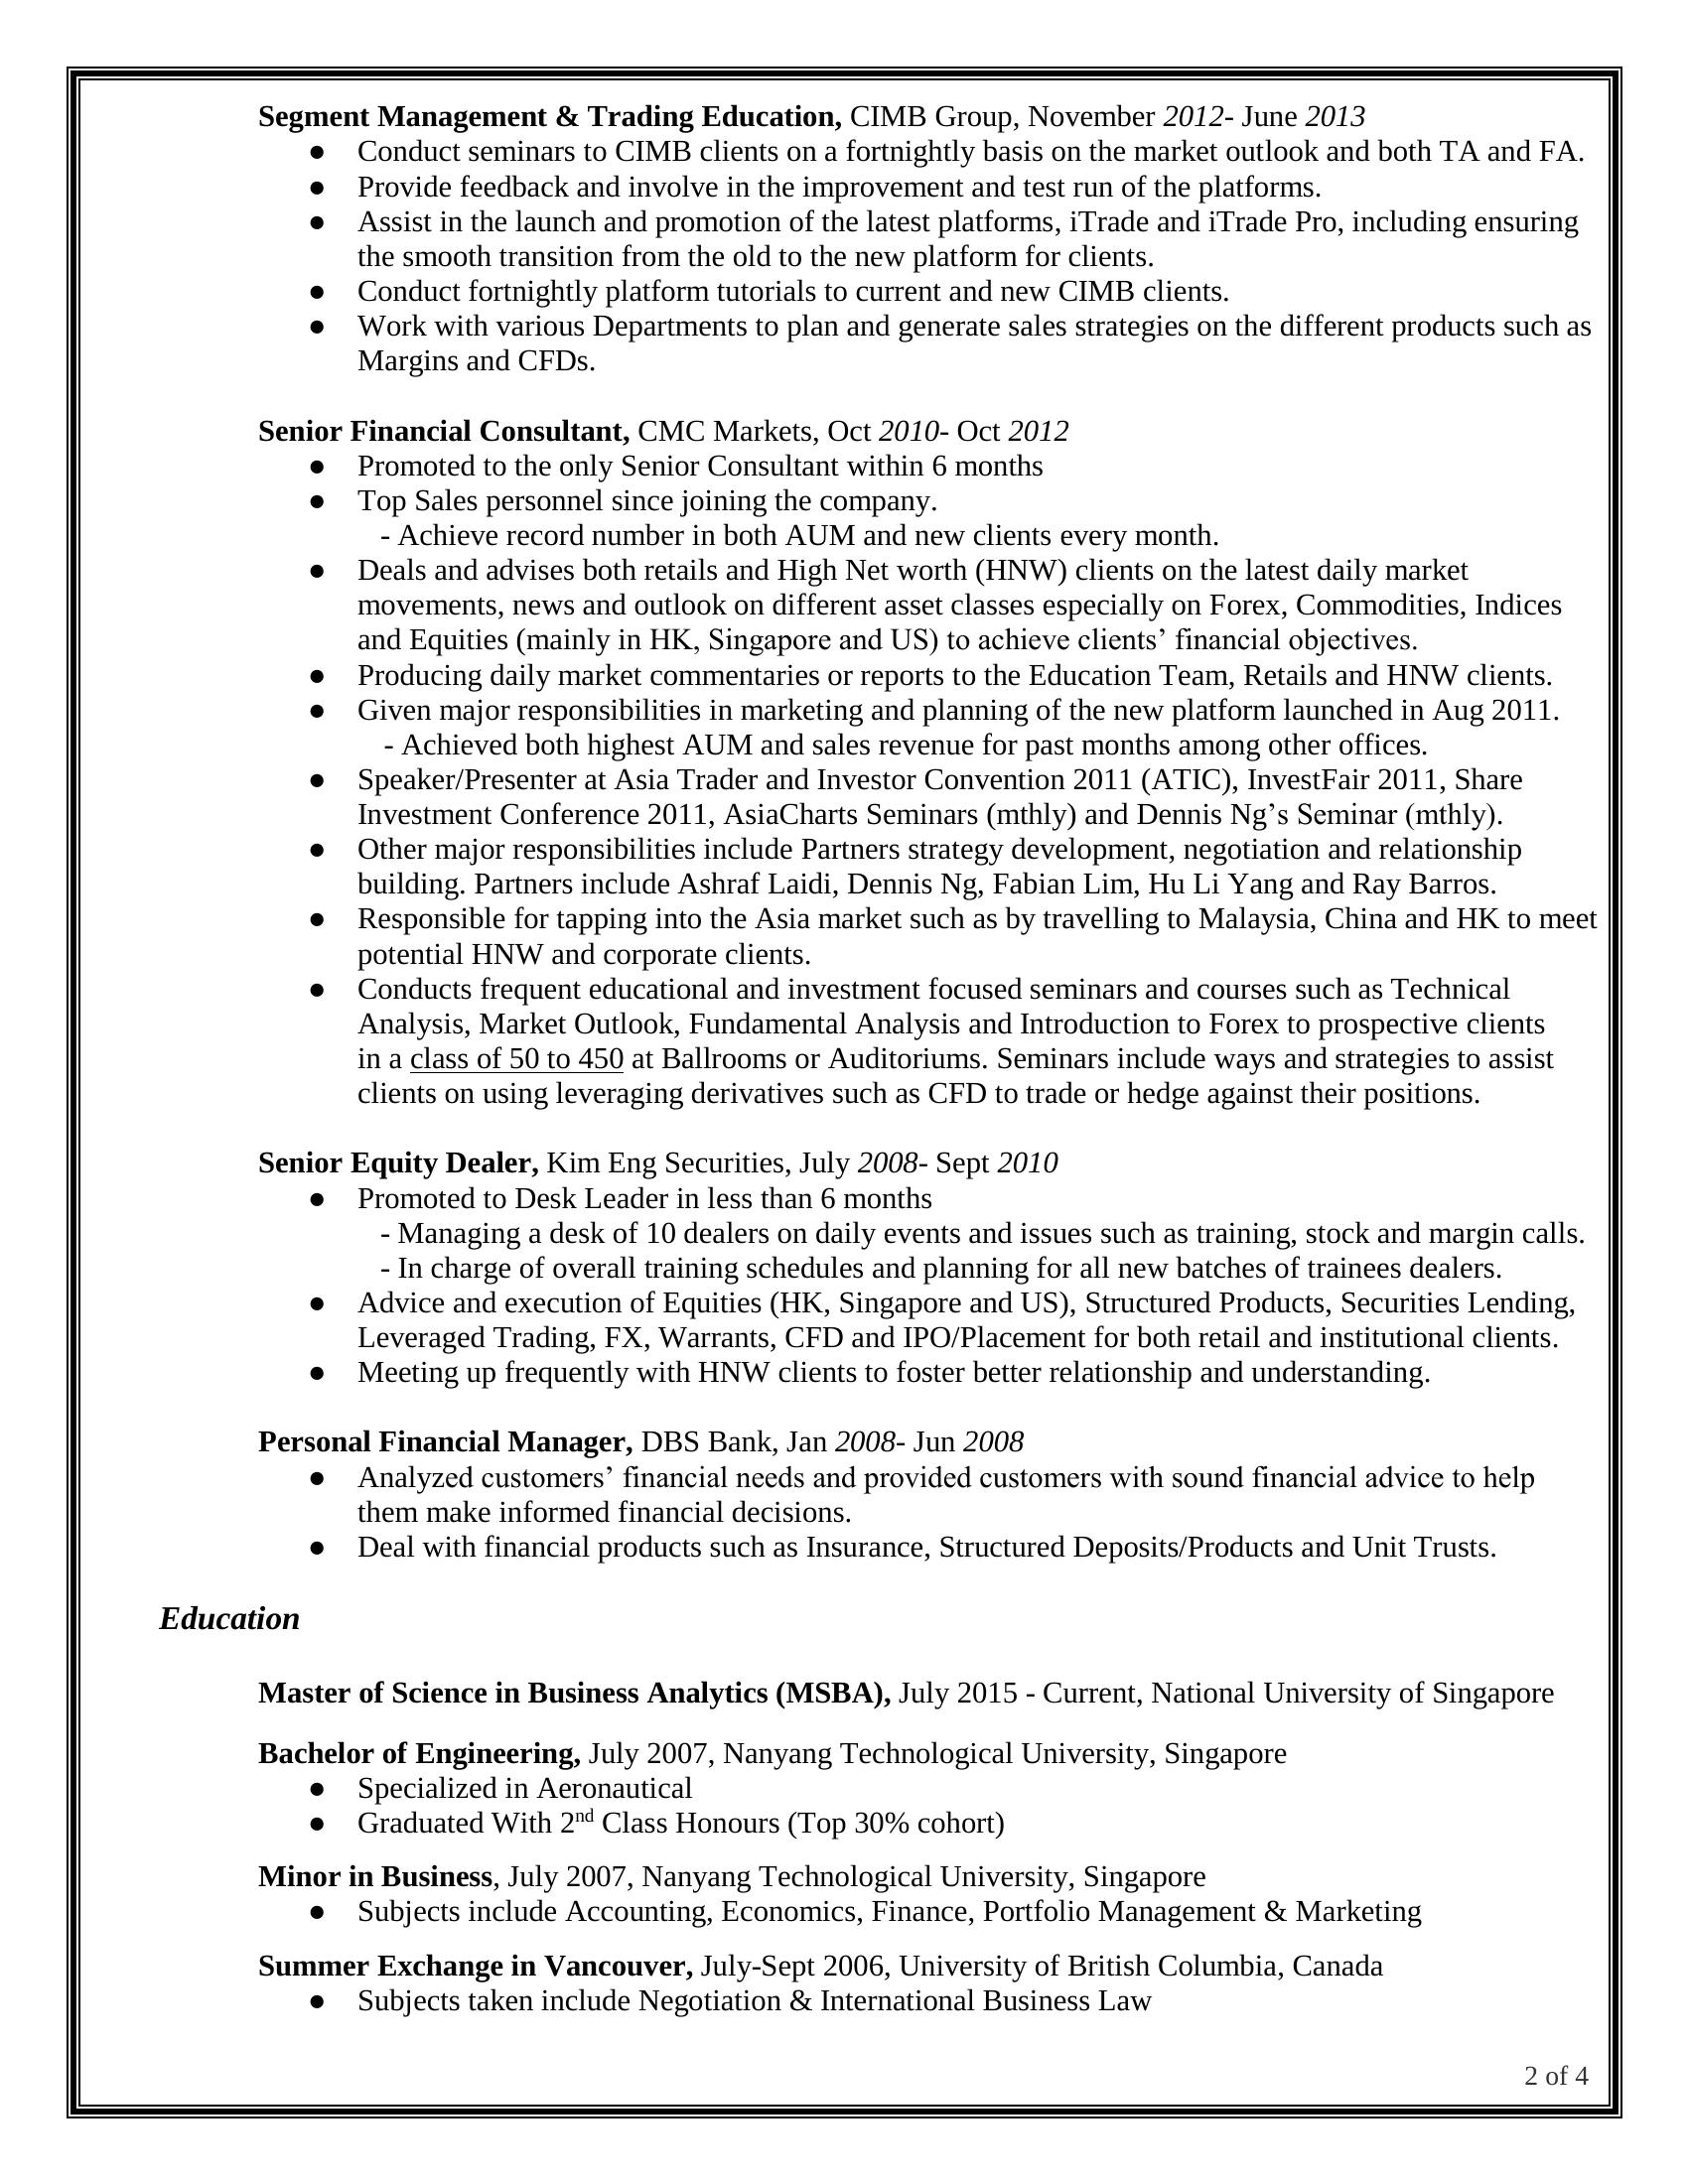 Segment Management & Trading Education, CIMB Group, November 2012- June 2013
● Conduct seminars to CIMB clients on a fortnightly basis on the market outlook and both TA and FA.
● Provide feedback and involve in the improvement and test run of the platforms.
● Assist in the launch and promotion of the latest platforms, iTrade and iTrade Pro, including ensuring
the smooth transition from the old to the new platform for clients.
● Conduct fortnightly platform tutorials to current and new CIMB clients.
● Work with various Departments to plan and generate sales strategies on the different products such as
Margins and CFDs.
Senior Financial Consultant, CMC Markets, Oct 2010- Oct 2012
● Promoted to the only Senior Consultant within 6 months
● Top Sales personnel since joining the company.
- Achieve record number in both AUM and new clients every month.
● Deals and advises both retails and High Net worth (HNW) clients on the latest daily market
movements, news and outlook on different asset classes especially on Forex, Commodities, Indices
and Equities (mainly in HK, Singapore and US) to achieve clients’ financial objectives.
● Producing daily market commentaries or reports to the Education Team, Retails and HNW clients.
● Given major responsibilities in marketing and planning of the new platform launched in Aug 2011.
- Achieved both highest AUM and sales revenue for past months among other offices.
● Speaker/Presenter at Asia Trader and Investor Convention 2011 (ATIC), InvestFair 2011, Share
Investment Conference 2011, AsiaCharts Seminars (mthly) and Dennis Ng’s Seminar (mthly).
● Other major responsibilities include Partners strategy development, negotiation and relationship
building. Partners include Ashraf Laidi, Dennis Ng, Fabian Lim, Hu Li Yang and Ray Barros.
● Responsible for tapping into the Asia market such as by travelling to Malaysia, China and HK to meet
potential HNW and corporate clients.
● Conducts frequent educational and investment focused seminars and courses such as Technical
Analysis, Market Outlook, Fundamental Analysis and Introduction to Forex to prospective clients
in a class of 50 to 450 at Ballrooms or Auditoriums. Seminars include ways and strategies to assist
clients on using leveraging derivatives such as CFD to trade or hedge against their positions.
Senior Equity Dealer, Kim Eng Securities, July 2008- Sept 2010
● Promoted to Desk Leader in less than 6 months
- Managing a desk of 10 dealers on daily events and issues such as training, stock and margin calls.
- In charge of overall training schedules and planning for all new batches of trainees dealers.
● Advice and execution of Equities (HK, Singapore and US), Structured Products, Securities Lending,
Leveraged Trading, FX, Warrants, CFD and IPO/Placement for both retail and institutional clients.
● Meeting up frequently with HNW clients to foster better relationship and understanding.
Personal Financial Manager, DBS Bank, Jan 2008- Jun 2008
● Analyzed customers’ financial needs and provided customers with sound financial advice to help
them make informed financial decisions.
● Deal with financial products such as Insurance, Structured Deposits/Products and Unit Trusts.
Education
Master of Science in Business Analytics (MSBA), July 2015 - Current, National University of Singapore
Bachelor of Engineering, July 2007, Nanyang Technological University, Singapore
● Specialized in Aeronautical
● Graduated With 2nd Class Honours (Top 30% cohort)
Minor in Business, July 2007, Nanyang Technological University, Singapore
● Subjects include Accounting, Economics, Finance, Portfolio Management & Marketing
Summer Exchange in Vancouver, July-Sept 2006, University of British Columbia, Canada
● Subjects taken include Negotiation & International Business Law
2 of 4